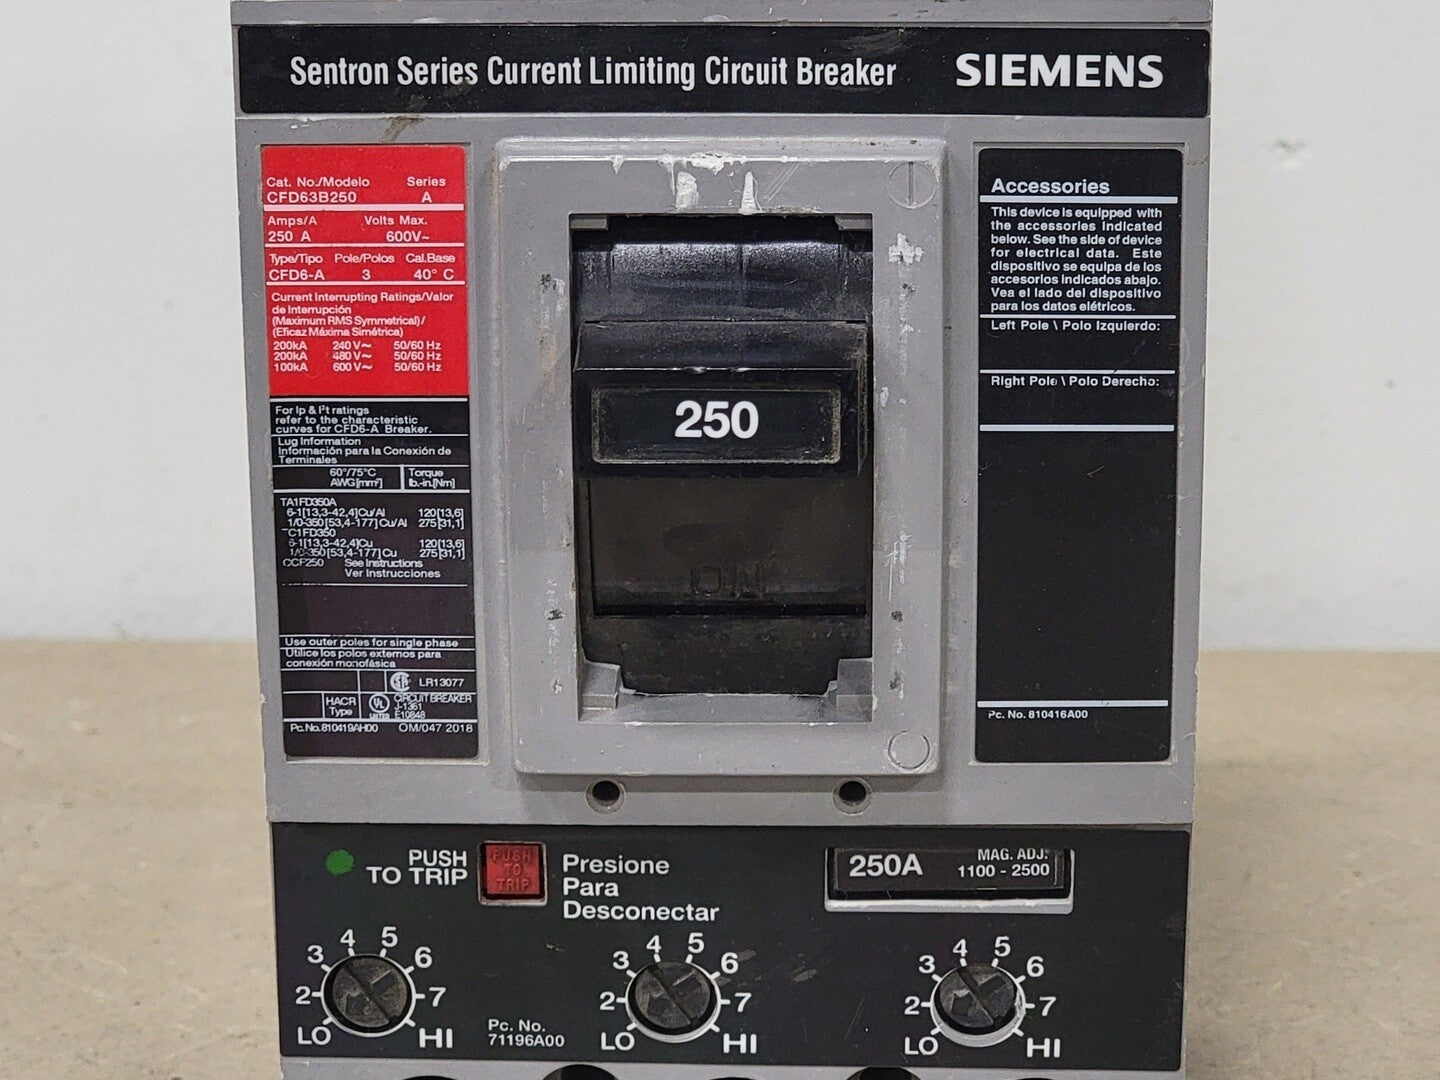 Sentron Series Current Limiting Circuit Breaker SIEMENS
Cat. No./Modelo Series
CFD63B250 A
Amps/A Volts Max.
250 A 600V~
Type/Tipo Pole/Polos Cal.Base
CFD6-A 3 40° C
Current Interrupting Ratings/Valor
de Interrupción
(Maximum RMS Symmetrical)/
(Eficaz Máxima Simétrica)
200kA 240 V~ 50/60 Hz
200kA 480 V~ 50/60 Hz
100kA 600 V~ 50/60 Hz
For Ip & I²t ratings
refer to the characteristic
curves for CFD6-A Breaker.
Lug Information
Información para la Conexión de
Terminales
60°/75°C Torque
AWG[mm²] lb.-in.[Nm]
TA1FD350A
6-1[13,3-42,4]Cu/Al 120[13,6]
1/0-350[53,4-177]Cu/Al 275[31,1]
TC1FD350
6-1[13,3-42,4]Cu 120[13,6]
1/0-350[53,4-177] Cu 275[31,1]
CCF250 See Instructions
Ver Instrucciones
Use outer poles for single phase
Utilice los polos externos para
conexión monofásica
LR13077
HACR
Type
UL
LISTED
CIRCUIT BREAKER
J-1361
E10848
Pc.No.810419AH00 OM/047 2018
250
ON
Accessories
This device is equipped with
the accessories indicated
below. See the side of device
for electrical data. Este
dispositivo se equipa de los
accesorios indicados abajo.
Vea el lado del dispositivo
para los datos elétricos.
Left Pole \ Polo Izquierdo:
Right Pole \ Polo Derecho:
Pc. No. 810416A00
PUSH
TO TRIP
PUSH
TO
TRIP
Presione
Para
Desconectar
250A MAG. ADJ:
1100 - 2500
LO 2 3 4 5 6 7 HI
Pc. No.
71196A00
LO 2 3 4 5 6 7 HI
LO 2 3 4 5 6 7 HI